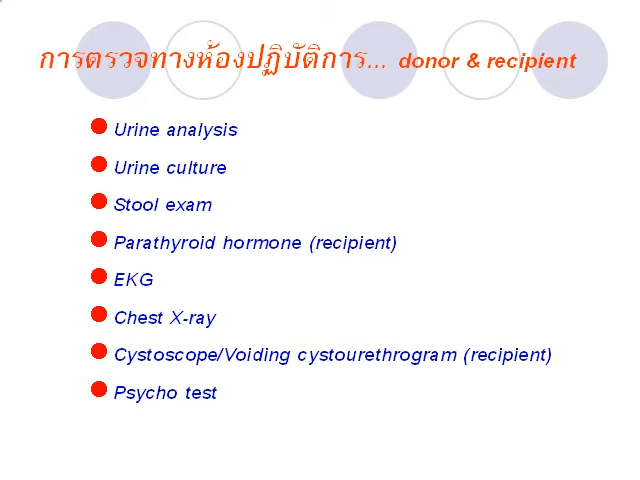 การตรวจทางห้องปฏิบัติการ... donor & recipient
Urine analysis
Urine culture
Stool exam
Parathyroid hormone (recipient)
EKG
Chest X-ray
Cystoscope/Voiding cystourethrogram (recipient)
Psycho test